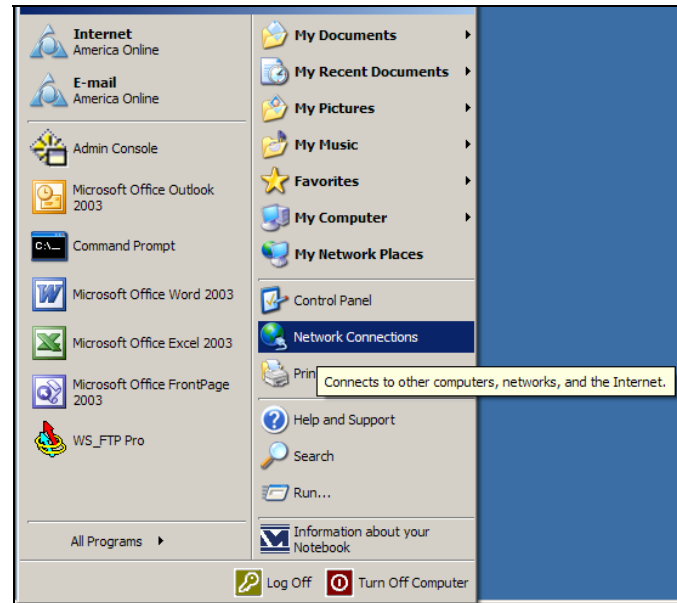 Internet
America Online
E-mail
America Online
Admin Console
Microsoft Office Outlook
2003
C:\_
Command Prompt
Microsoft Office Word 2003
Microsoft Office Excel 2003
Microsoft Office FrontPage
2003
WS_FTP Pro
All Programs
My Documents
My Recent Documents
My Pictures
My Music
Favorites
My Computer
My Network Places
Control Panel
Network Connections
Prin
Connects to other computers, networks, and the Internet.
Help and Support
Search
Run...
Information about your
Notebook
Log Off
Turn Off Computer